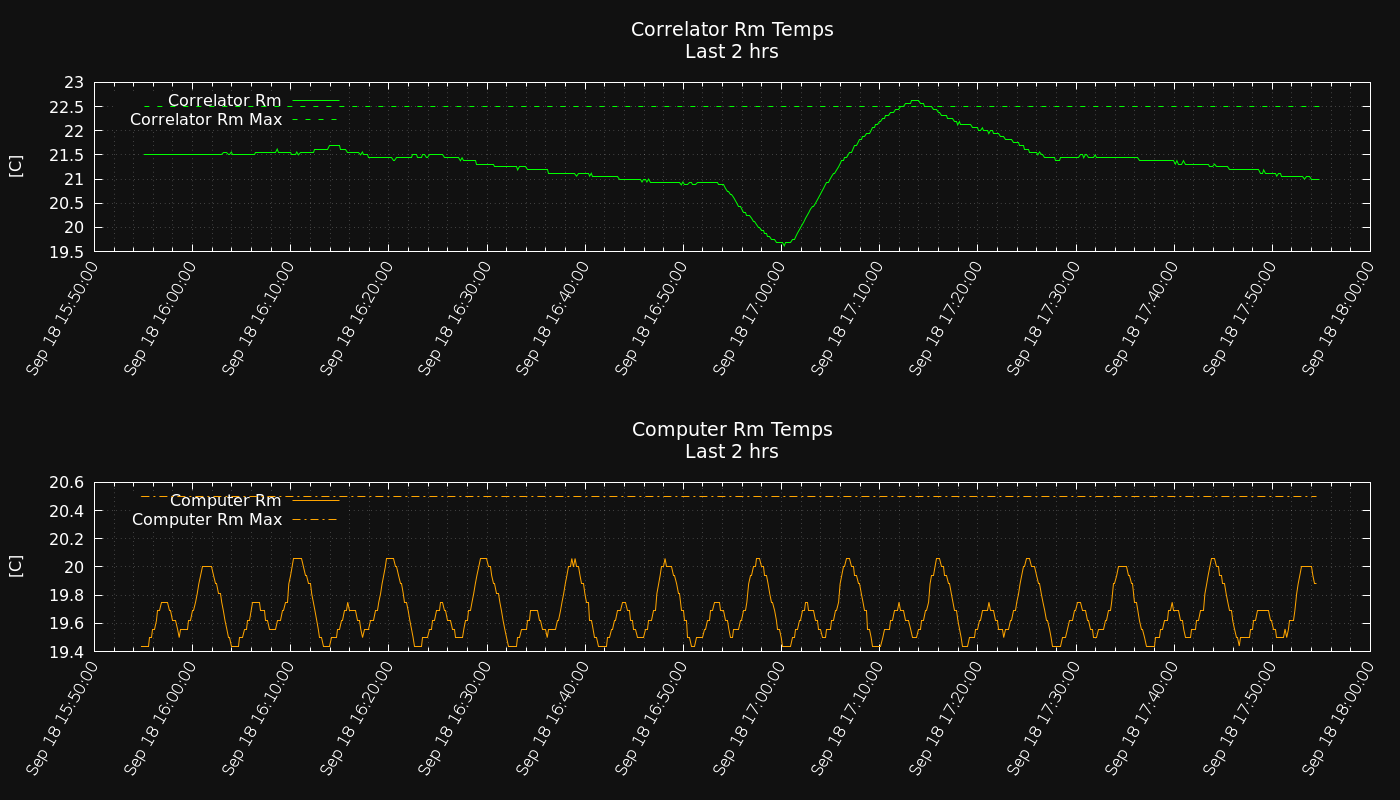 Correlator Rm Temps
Last 2 hrs
23
22.5
22
21.5
21
20.5
20
19.5
[C]
Correlator Rm
Correlator Rm Max
Sep 18 15:50:00
Sep 18 16:00:00
Sep 18 16:10:00
Sep 18 16:20:00
Sep 18 16:30:00
Sep 18 16:40:00
Sep 18 16:50:00
Sep 18 17:00:00
Sep 18 17:10:00
Sep 18 17:20:00
Sep 18 17:30:00
Sep 18 17:40:00
Sep 18 17:50:00
Sep 18 18:00:00
Computer Rm Temps
Last 2 hrs
20.6
20.4
20.2
20
19.8
19.6
19.4
[C]
Computer Rm
Computer Rm Max
Sep 18 15:50:00
Sep 18 16:00:00
Sep 18 16:10:00
Sep 18 16:20:00
Sep 18 16:30:00
Sep 18 16:40:00
Sep 18 16:50:00
Sep 18 17:00:00
Sep 18 17:10:00
Sep 18 17:20:00
Sep 18 17:30:00
Sep 18 17:40:00
Sep 18 17:50:00
Sep 18 18:00:00